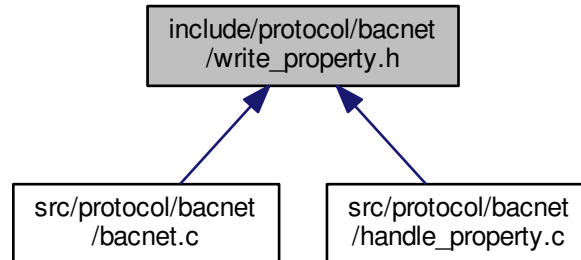 include/protocol/bacnet
/write_property.h
src/protocol/bacnet
/bacnet.c
src/protocol/bacnet
/handle_property.c